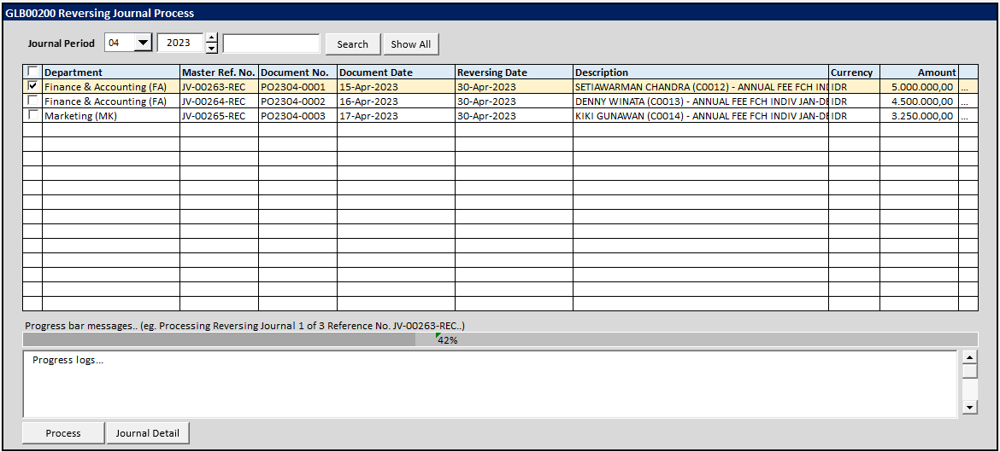 GLB00200 Reversing Journal Process
Journal Period 04 2023 Search Show All
Department Master Ref. No. Document No. Document Date Reversing Date Description Currency Amount
Finance & Accounting (FA) JV-00263-REC PO2304-0001 15-Apr-2023 30-Apr-2023 SETIAWARMAN CHANDRA (C0012) - ANNUAL FEE FCH IND IDR 5.000.000,00 ...
Finance & Accounting (FA) JV-00264-REC PO2304-0002 16-Apr-2023 30-Apr-2023 DENNY WINATA (C0013) - ANNUAL FEE FCH INDIV JAN-DE IDR 4.500.000,00 ...
Marketing (MK) JV-00265-REC PO2304-0003 17-Apr-2023 30-Apr-2023 KIKI GUNAWAN (C0014) - ANNUAL FEE FCH INDIV JAN-DE IDR 3.250.000,00 ...
Progress bar messages.. (eg. Processing Reversing Journal 1 of 3 Reference No. JV-00263-REC..)
42%
Progress logs...
Process Journal Detail